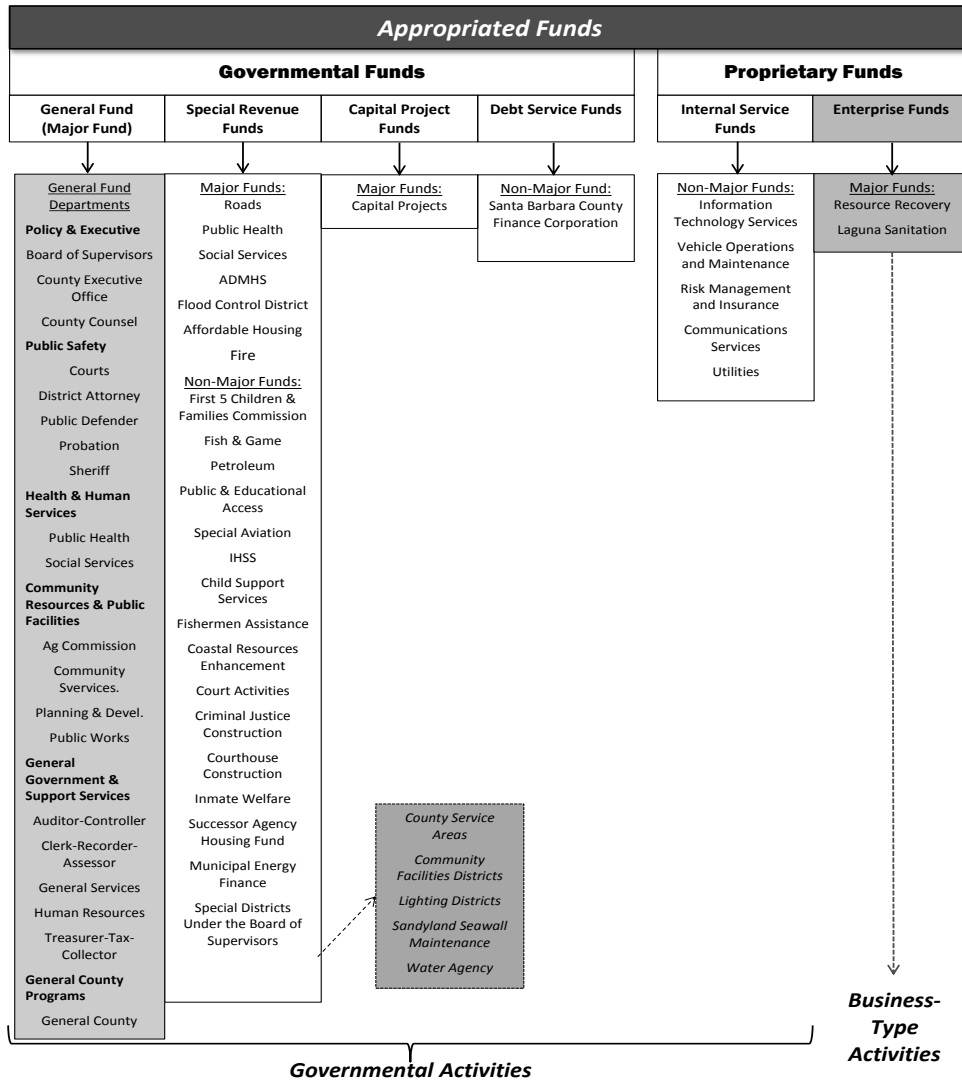 Appropriated Funds
Governmental Funds
Proprietary Funds
General Fund
(Major Fund)
Special Revenue
Funds
Capital Project
Funds
Debt Service Funds
Internal Service
Funds
Enterprise Funds
General Fund
Departments
Policy & Executive
Board of Supervisors
County Executive
Office
County Counsel
Public Safety
Courts
District Attorney
Public Defender
Probation
Sheriff
Health & Human
Services
Public Health
Social Services
Community
Resources & Public
Facilities
Ag Commission
Community
Svervices.
Planning & Devel.
Public Works
General
Government &
Support Services
Auditor-Controller
Clerk-Recorder-
Assessor
General Services
Human Resources
Treasurer-Tax-
Collector
General County
Programs
General County
Major Funds:
Roads
Public Health
Social Services
ADMHS
Flood Control District
Affordable Housing
Fire
Non-Major Funds:
First 5 Children &
Families Commission
Fish & Game
Petroleum
Public & Educational
Access
Special Aviation
IHSS
Child Support
Services
Fishermen Assistance
Coastal Resources
Enhancement
Court Activities
Criminal Justice
Construction
Courthouse
Construction
Inmate Welfare
Successor Agency
Housing Fund
Municipal Energy
Finance
Special Districts
Under the Board of
Supervisors
Major Funds:
Capital Projects
County Service
Areas
Community
Facilities Districts
Lighting Districts
Sandyland Seawall
Maintenance
Water Agency
Non-Major Fund:
Santa Barbara County
Finance Corporation
Non-Major Funds:
Information
Technology Services
Vehicle Operations
and Maintenance
Risk Management
and Insurance
Communications
Services
Utilities
Major Funds:
Resource Recovery
Laguna Sanitation
Business-
Type
Activities
Governmental Activities